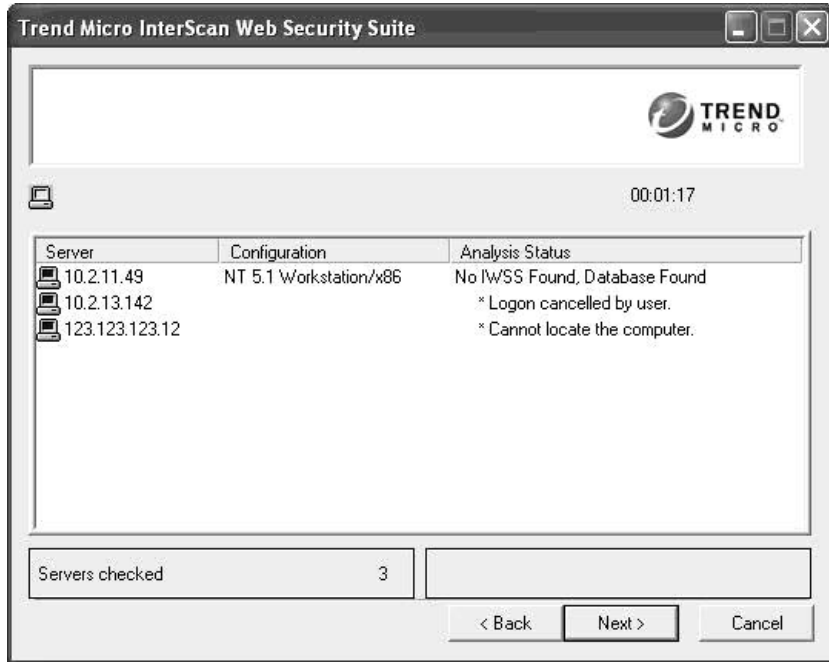 Trend Micro InterScan Web Security Suite
TREND
MICRO
00:01:17
Server Configuration Analysis Status
10.2.11.49 NT 5.1 Workstation/x86 No IWSS Found, Database Found
10.2.13.142 * Logon cancelled by user.
123.123.123.12 * Cannot locate the computer.
Servers checked 3
< Back Next > Cancel